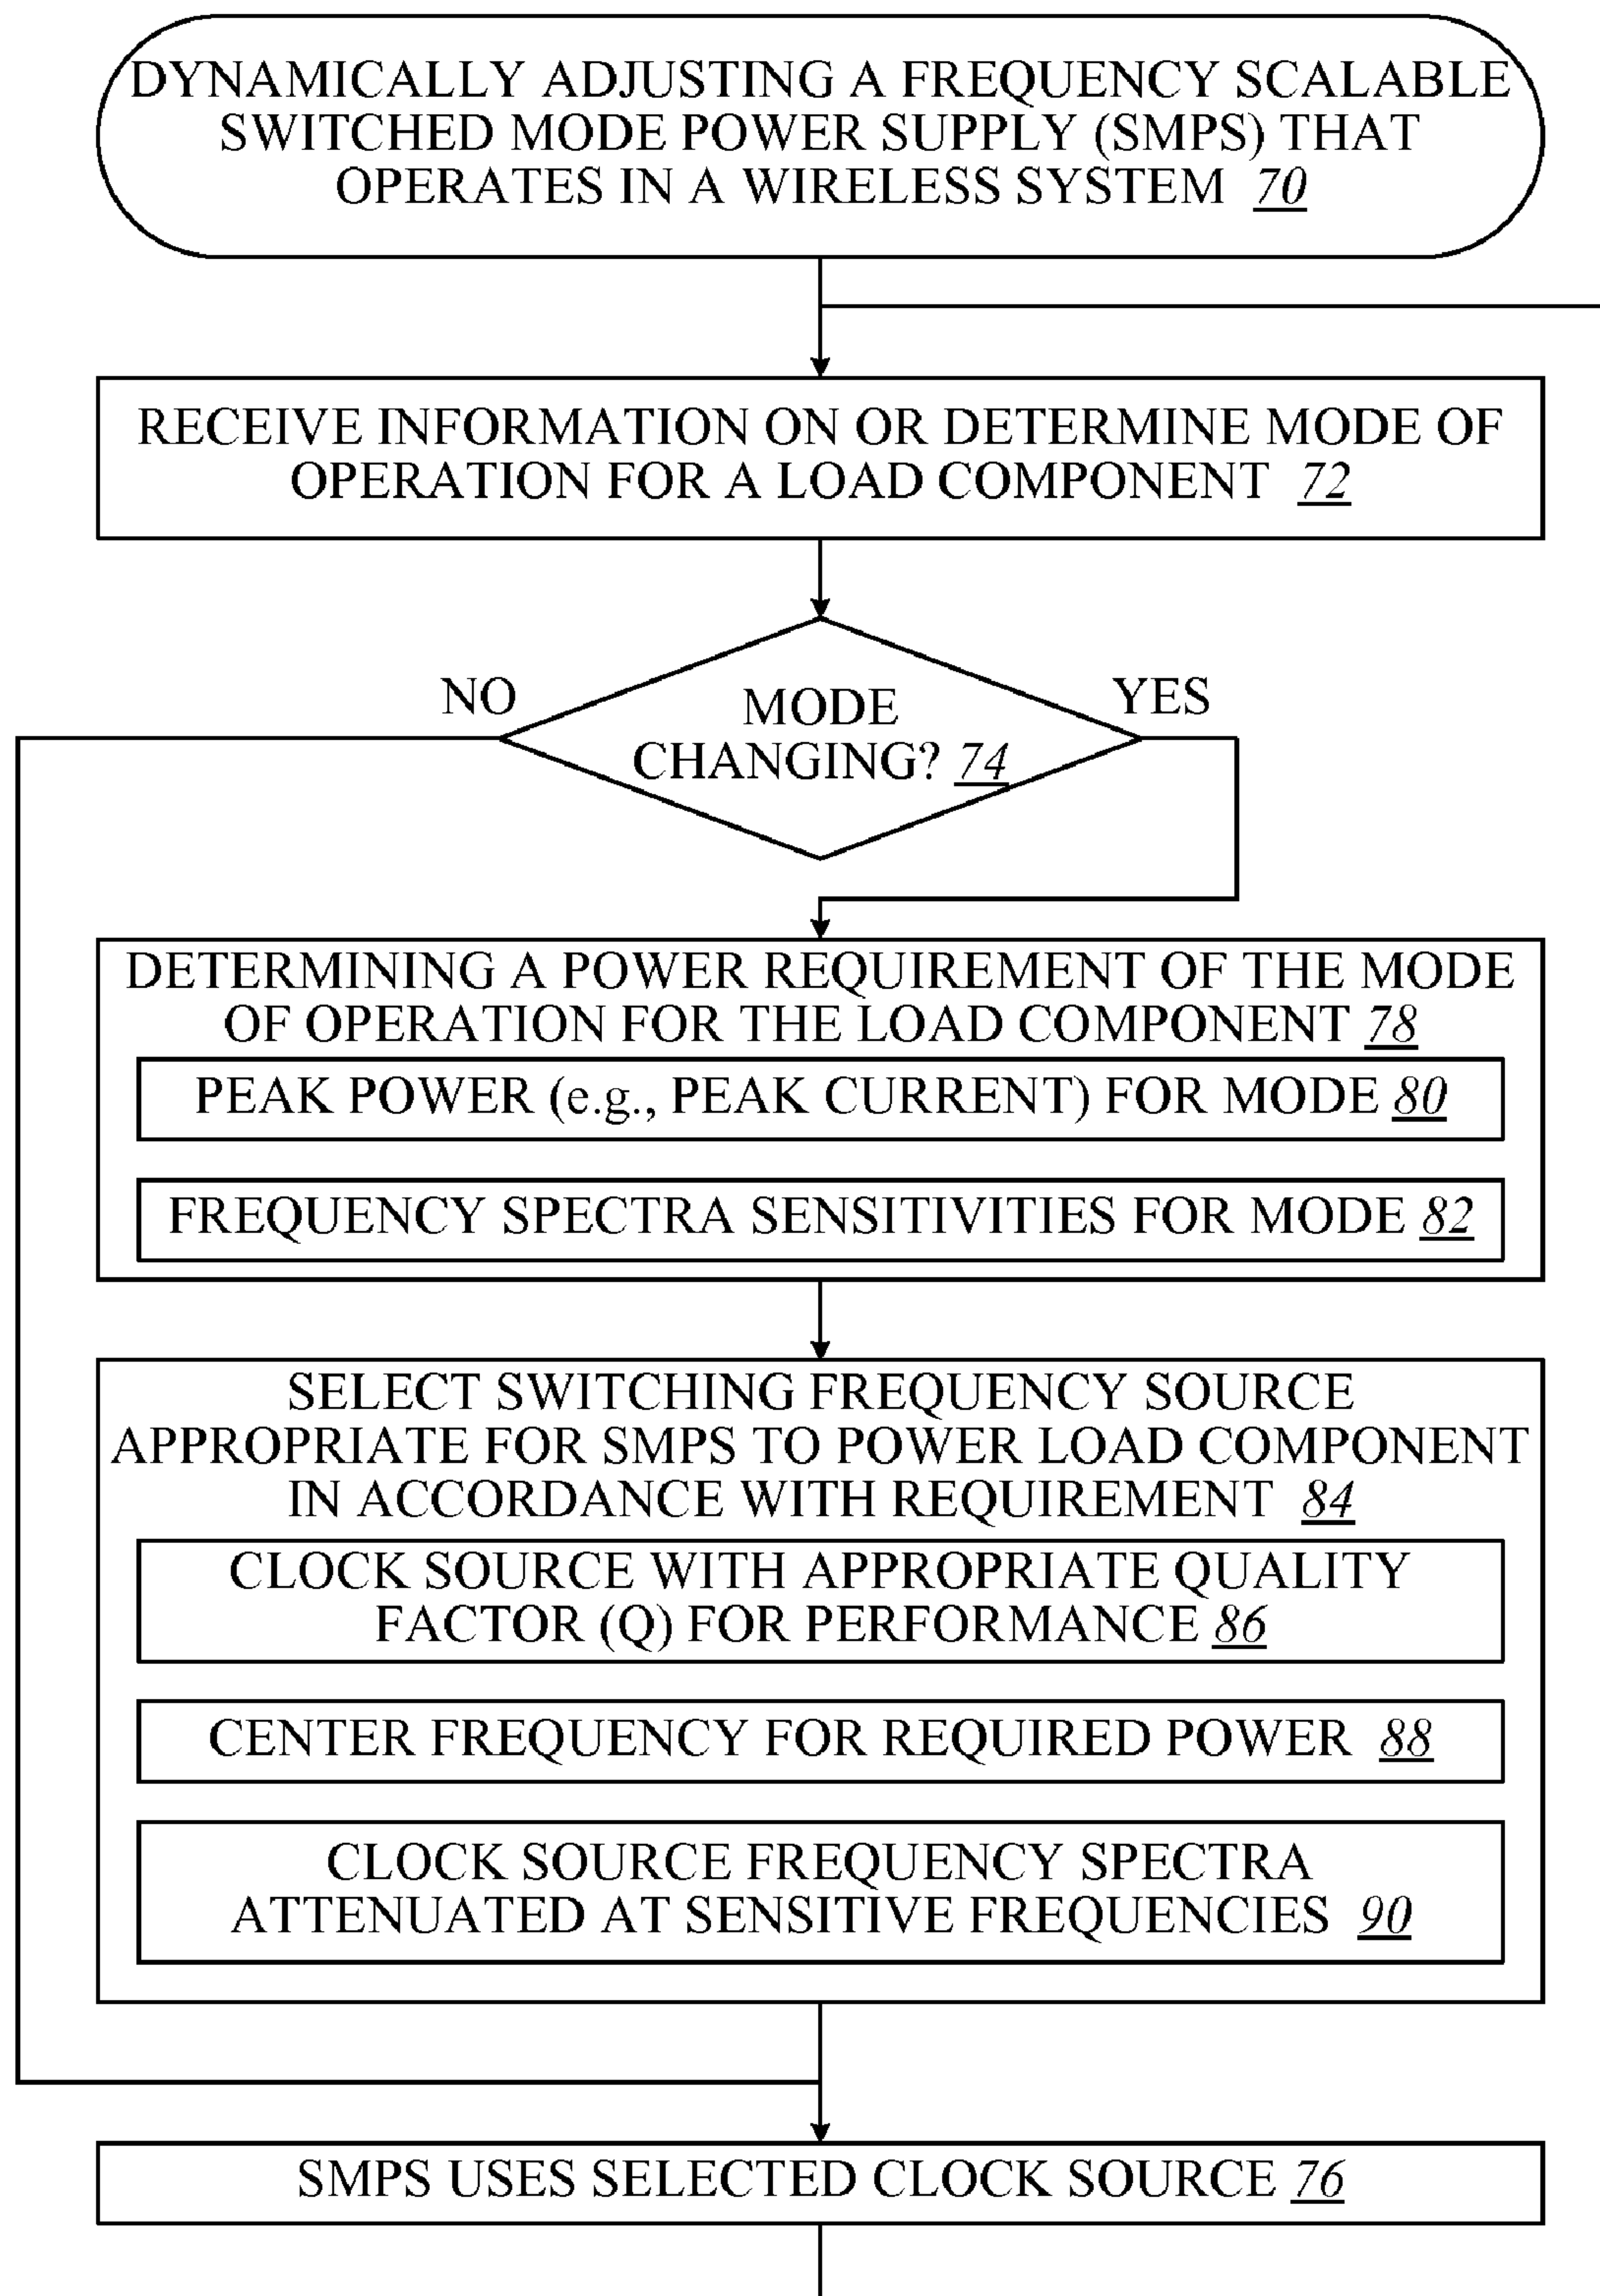 DYNAMICALLY ADJUSTING A FREQUENCY SCALABLE
SWITCHED MODE POWER SUPPLY (SMPS) THAT
OPERATES IN A WIRELESS SYSTEM 70
RECEIVE INFORMATION ON OR DETERMINE MODE OF
OPERATION FOR A LOAD COMPONENT 72
NO
YES
MODE
CHANGING? 74
DETERMINING A POWER REQUIREMENT OF THE MODE
OF OPERATION FOR THE LOAD COMPONENT 78
PEAK POWER (e.g., PEAK CURRENT) FOR MODE 80
FREQUENCY SPECTRA SENSITIVITIES FOR MODE 82
SELECT SWITCHING FREQUENCY SOURCE
APPROPRIATE FOR SMPS TO POWER LOAD COMPONENT
IN ACCORDANCE WITH REQUIREMENT 84
CLOCK SOURCE WITH APPROPRIATE QUALITY
FACTOR (Q) FOR PERFORMANCE 86
CENTER FREQUENCY FOR REQUIRED POWER 88
CLOCK SOURCE FREQUENCY SPECTRA
ATTENUATED AT SENSITIVE FREQUENCIES 90
SMPS USES SELECTED CLOCK SOURCE 76